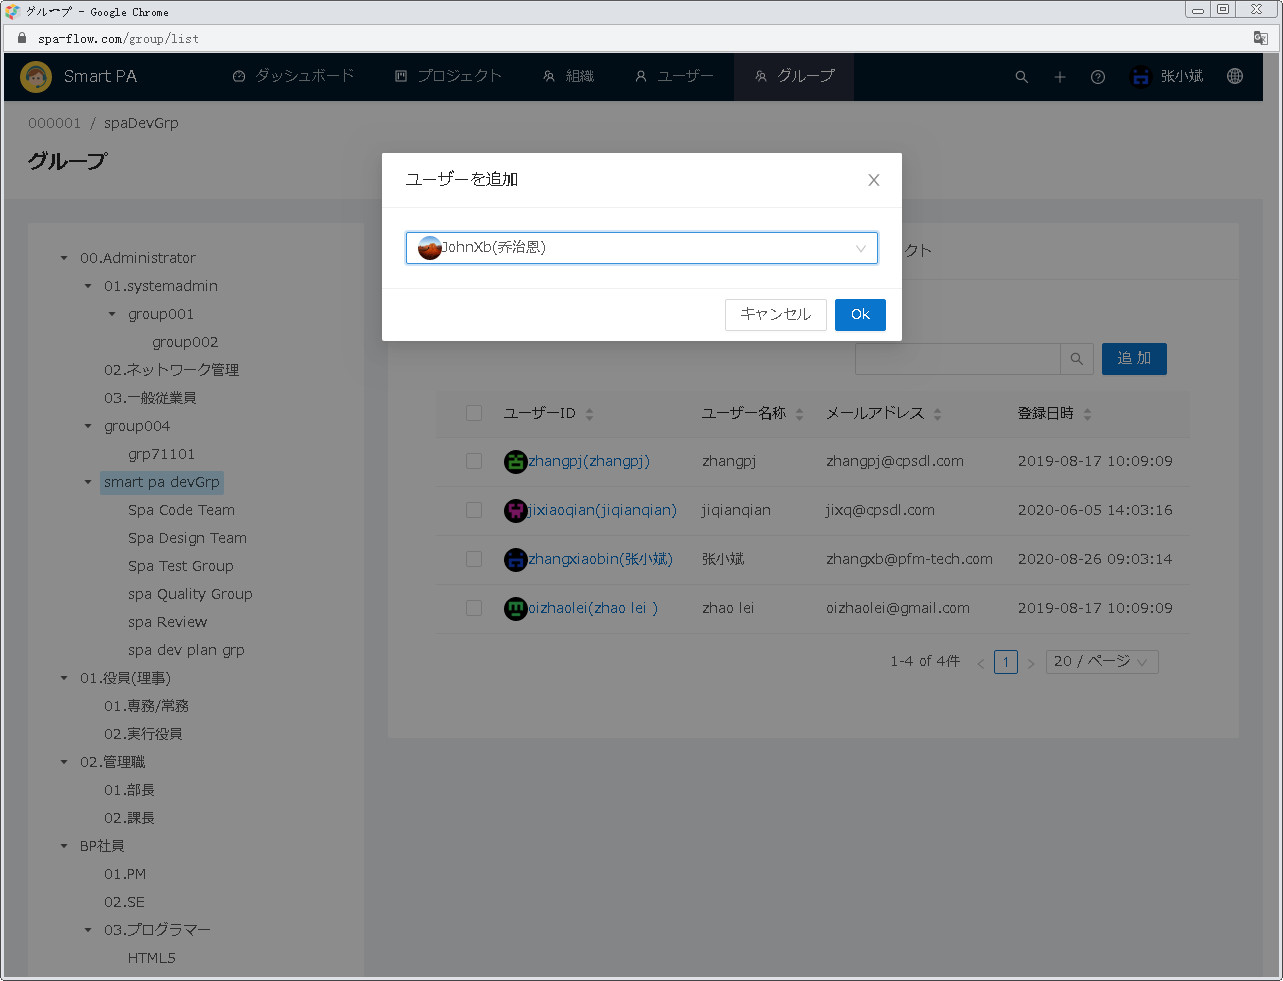 グループ - Google Chrome
spa-flow.com/group/list
Smart PA ダッシュボード プロジェクト 組織 ユーザー グループ 张小斌
000001 / spaDevGrp
グループ
ユーザーを追加
JohnXb(乔治恩)
キャンセル Ok
クト
追 加
00.Administrator
01.systemadmin
group001
group002
02.ネットワーク管理
03.一般従業員
group004
grp71101
smart pa devGrp
Spa Code Team
Spa Design Team
Spa Test Group
spa Quality Group
spa Review
spa dev plan grp
01.役員(理事)
01.専務/常務
02.実行役員
02.管理職
01.部長
02.課長
BP社員
01.PM
02.SE
03.プログラマー
HTML5
ユーザーID ユーザー名称 メールアドレス 登録日時
zhangpj(zhangpj) zhangpj zhangpj@cpsdl.com 2019-08-17 10:09:09
jixiaoqian(jiqianqian) jiqianqian jixq@cpsdl.com 2020-06-05 14:03:16
zhangxiaobin(张小斌) 张小斌 zhangxb@pfm-tech.com 2020-08-26 09:03:14
oizhaolei(zhao lei ) zhao lei oizhaolei@gmail.com 2019-08-17 10:09:09
1-4 of 4件 < 1 > 20 / ページ